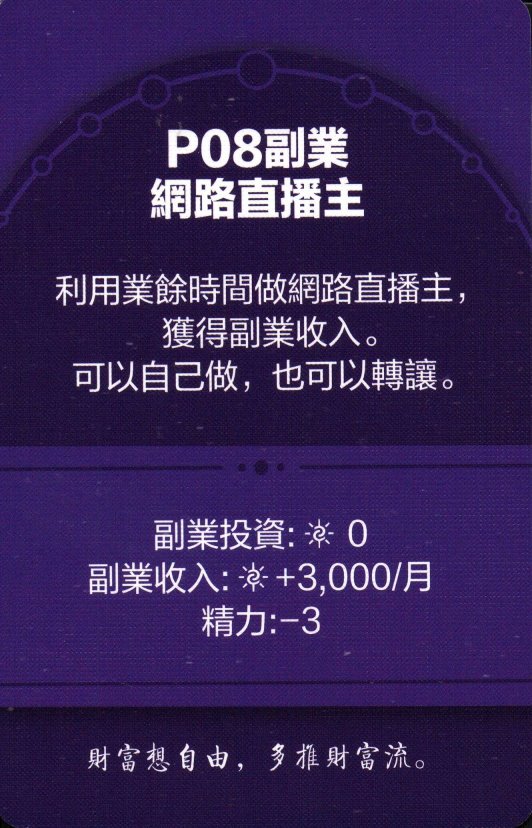 P08副業
網路直播主
利用業餘時間做網路直播主，
獲得副業收入。
可以自己做，也可以轉讓。
副業投資: 0
副業收入: +3,000/月
精力:-3
財富想自由，多推財富流。